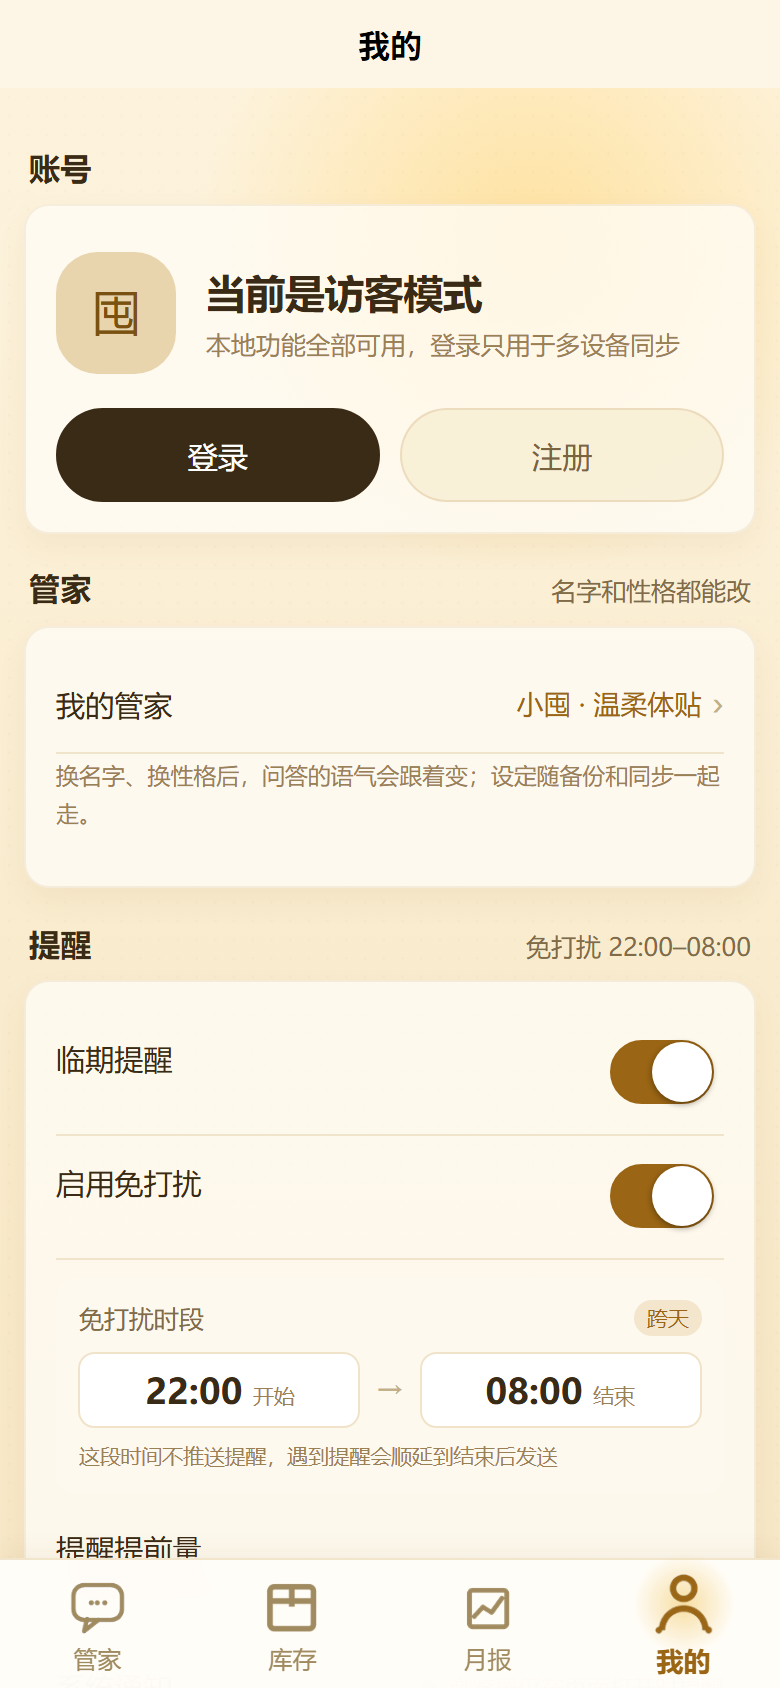 我的
账号
囤
当前是访客模式
本地功能全部可用，登录只用于多设备同步
登录
注册
管家
名字和性格都能改
我的管家
小囤 · 温柔体贴 ›
换名字、换性格后，问答的语气会跟着变；设定随备份和同步一起
走。
提醒
免打扰 22:00–08:00
临期提醒
启用免打扰
免打扰时段
跨天
22:00 开始
→
08:00 结束
这段时间不推送提醒，遇到提醒会顺延到结束后发送
提醒提前量
管家
库存
月报
我的